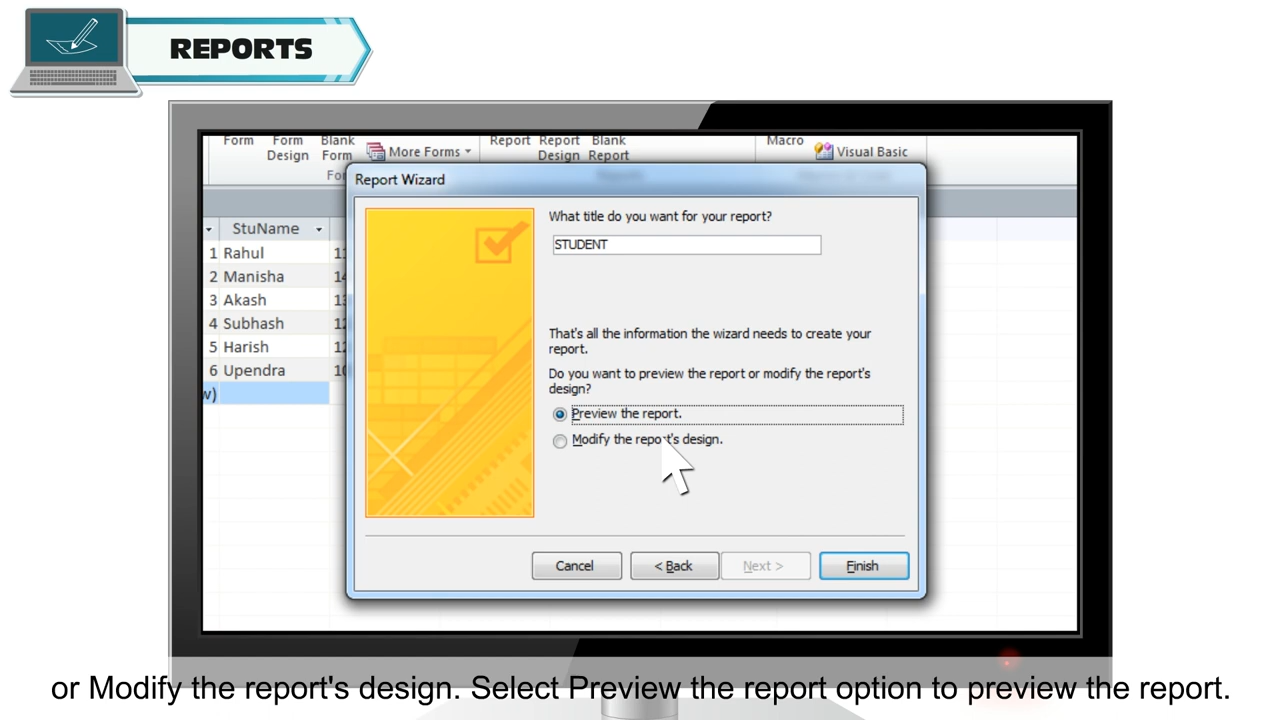 REPORTS
Form Form Blank Report Report Blank Macro
Design Form More Forms Design Report Visual Basic
Report Wizard
What title do you want for your report?
STUDENT
StuName
1 Rahul
2 Manisha
3 Akash
4 Subhash
5 Harish
6 Upendra
w)
That's all the information the wizard needs to create your
report.
Do you want to preview the report or modify the report's
design?
Preview the report.
Modify the report's design.
Cancel < Back Next > Finish
or Modify the report's design. Select Preview the report option to preview the report.